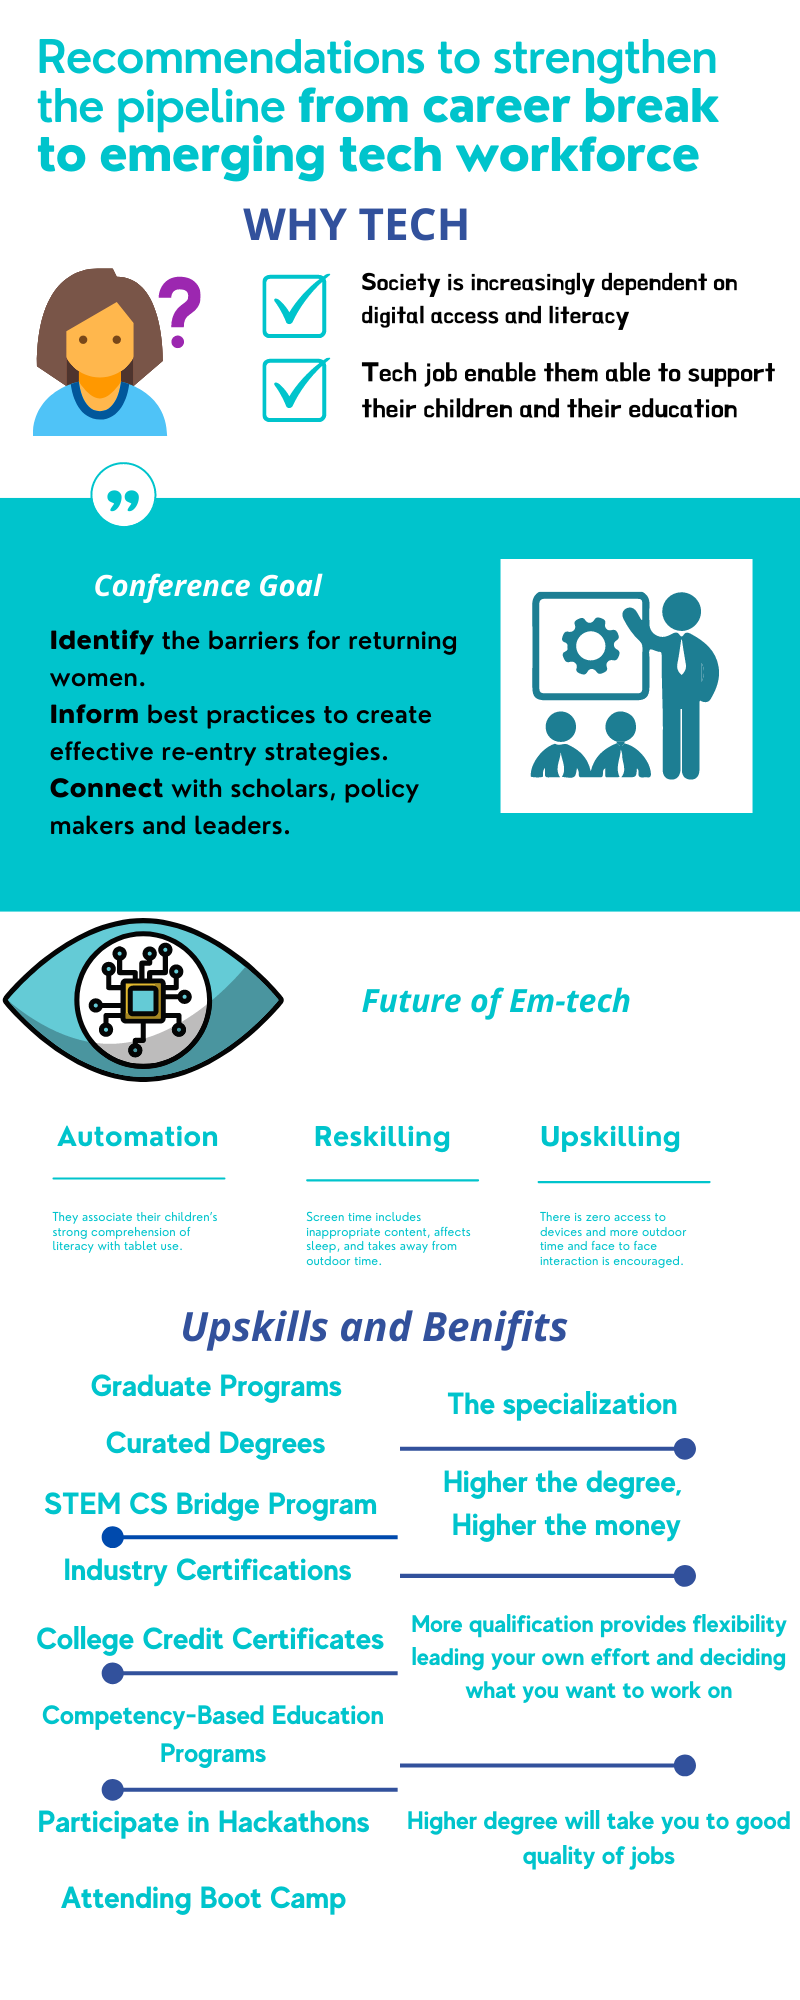 Recommendations to strengthen
the pipeline from career break
to emerging tech workforce
WHY TECH
Society is increasingly dependent on
digital access and literacy
Tech job enable them able to support
their children and their education
”
Conference Goal
Identify the barriers for returning
women.
Inform best practices to create
effective re-entry strategies.
Connect with scholars, policy
makers and leaders.
Future of Em-tech
Automation
They associate their children's
strong comprehension of
literacy with tablet use.
Reskilling
Screen time includes
inappropriate content, affects
sleep, and takes away from
outdoor time.
Upskilling
There is zero access to
devices and more outdoor
time and face to face
interaction is encouraged.
Upskills and Benifits
Graduate Programs
Curated Degrees
STEM CS Bridge Program
Industry Certifications
College Credit Certificates
Competency-Based Education
Programs
Participate in Hackathons
Attending Boot Camp
The specialization
Higher the degree,
Higher the money
More qualification provides flexibility
leading your own effort and deciding
what you want to work on
Higher degree will take you to good
quality of jobs